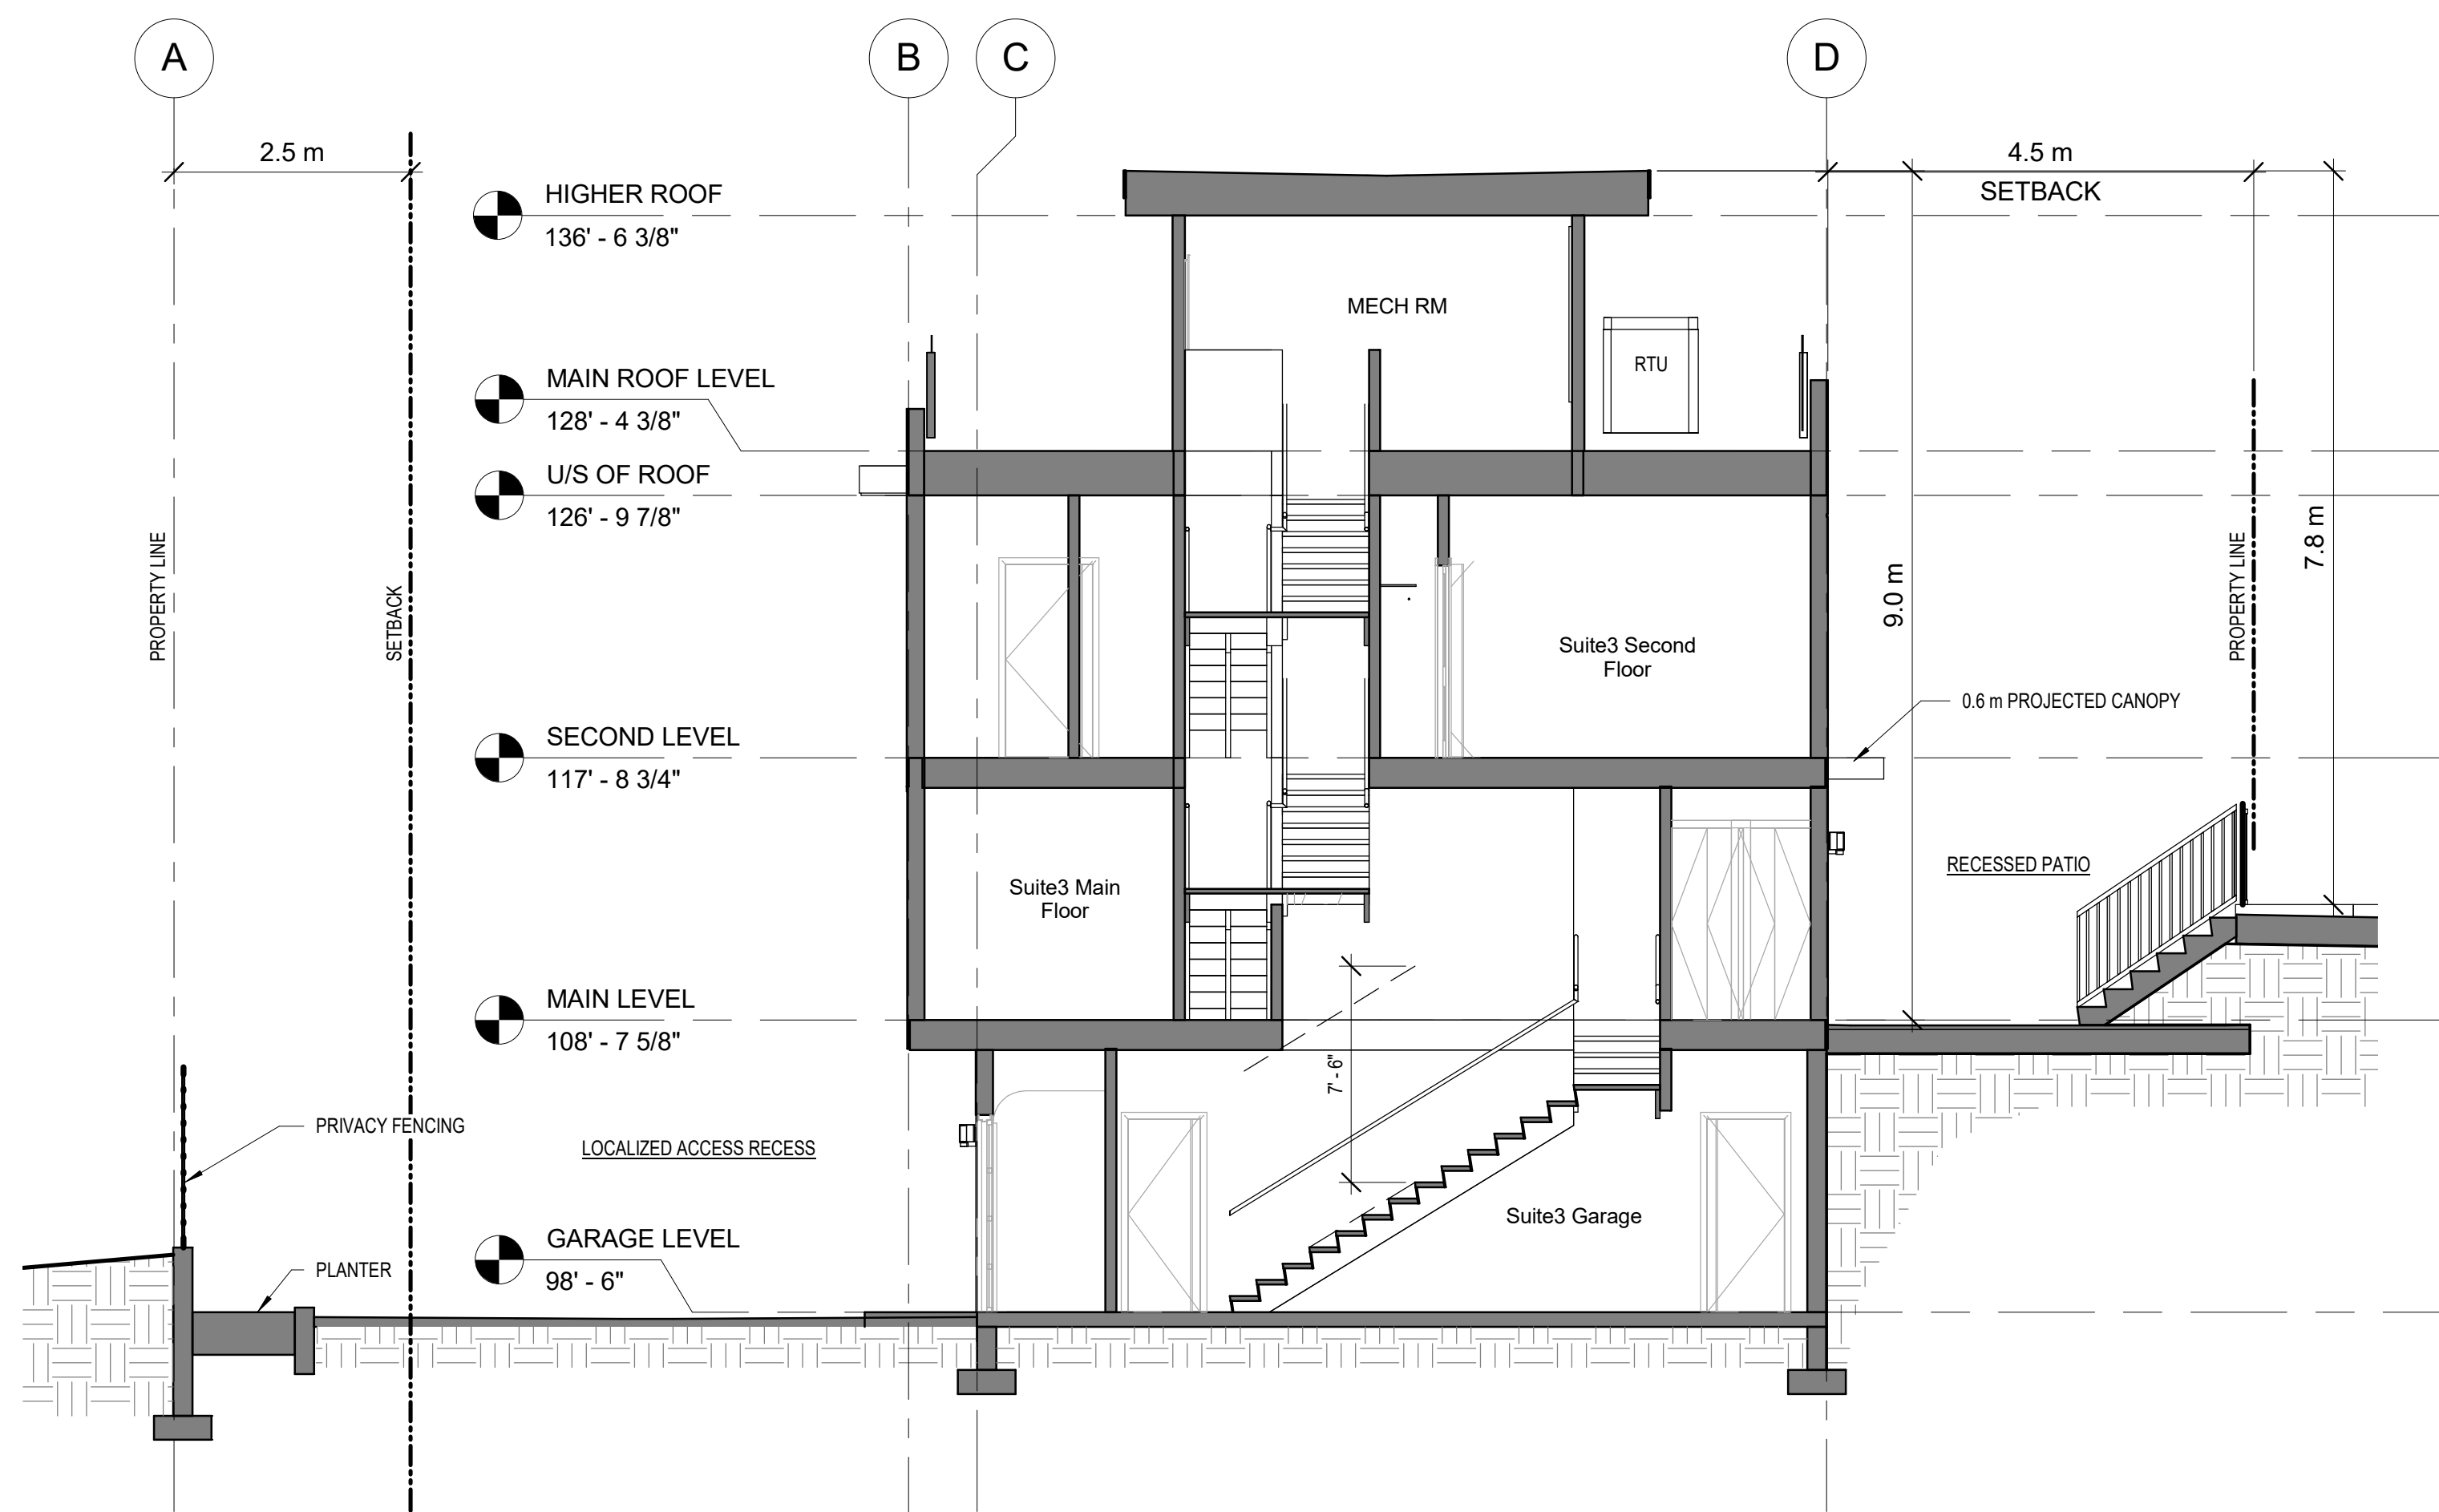 A
B
C
D
2.5 m
4.5 m
SETBACK
HIGHER ROOF
136' - 6 3/8"
MECH RM
RTU
MAIN ROOF LEVEL
128' - 4 3/8"
U/S OF ROOF
126' - 9 7/8"
PROPERTY LINE
SETBACK
9.0 m
PROPERTY LINE
7.8 m
Suite3 Second
Floor
0.6 m PROJECTED CANOPY
SECOND LEVEL
117' - 8 3/4"
RECESSED PATIO
Suite3 Main
Floor
MAIN LEVEL
108' - 7 5/8"
7' - 6"
PRIVACY FENCING
LOCALIZED ACCESS RECESS
Suite3 Garage
GARAGE LEVEL
98' - 6"
PLANTER